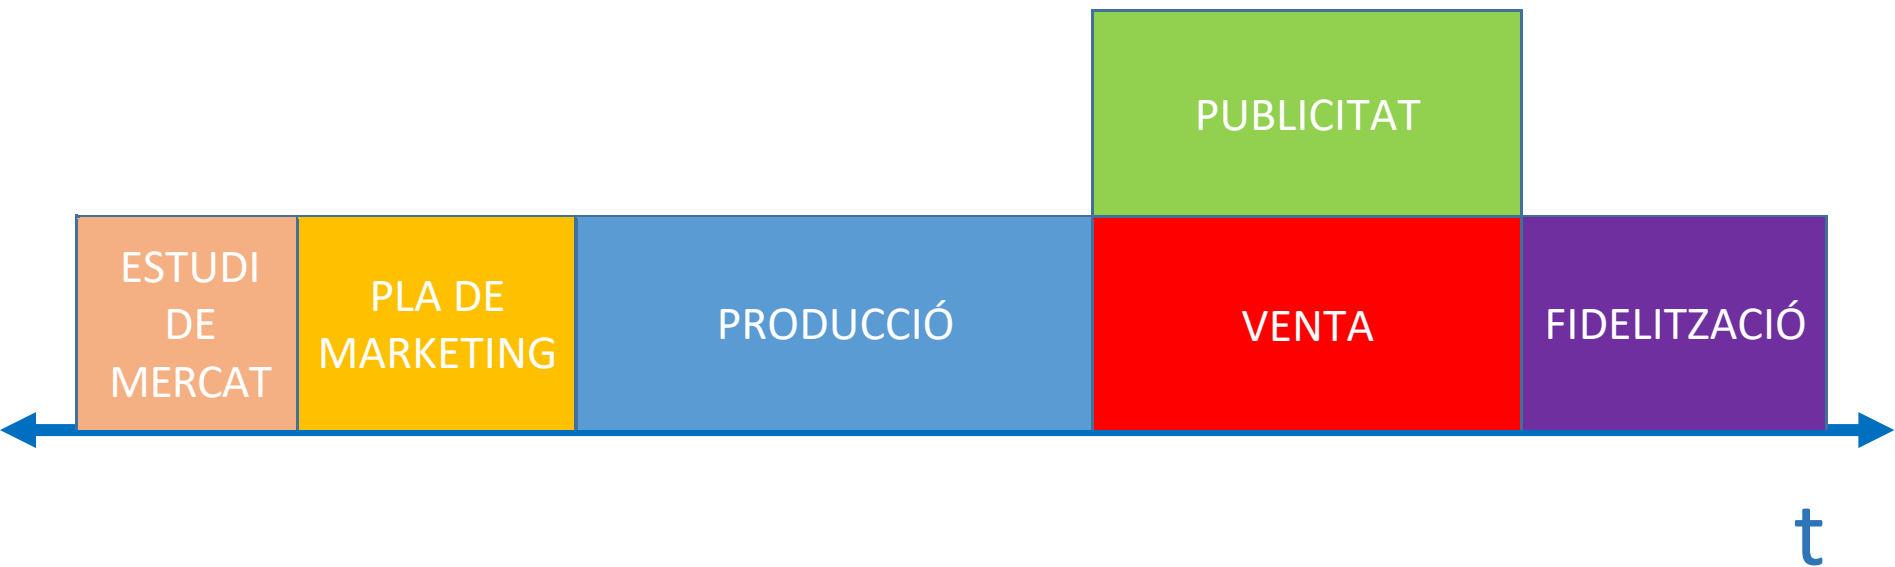 PUBLICITAT
ESTUDI
DE
MERCAT
PLA DE
MARKETING
PRODUCCIÓ
VENTA
FIDELITZACIÓ
t